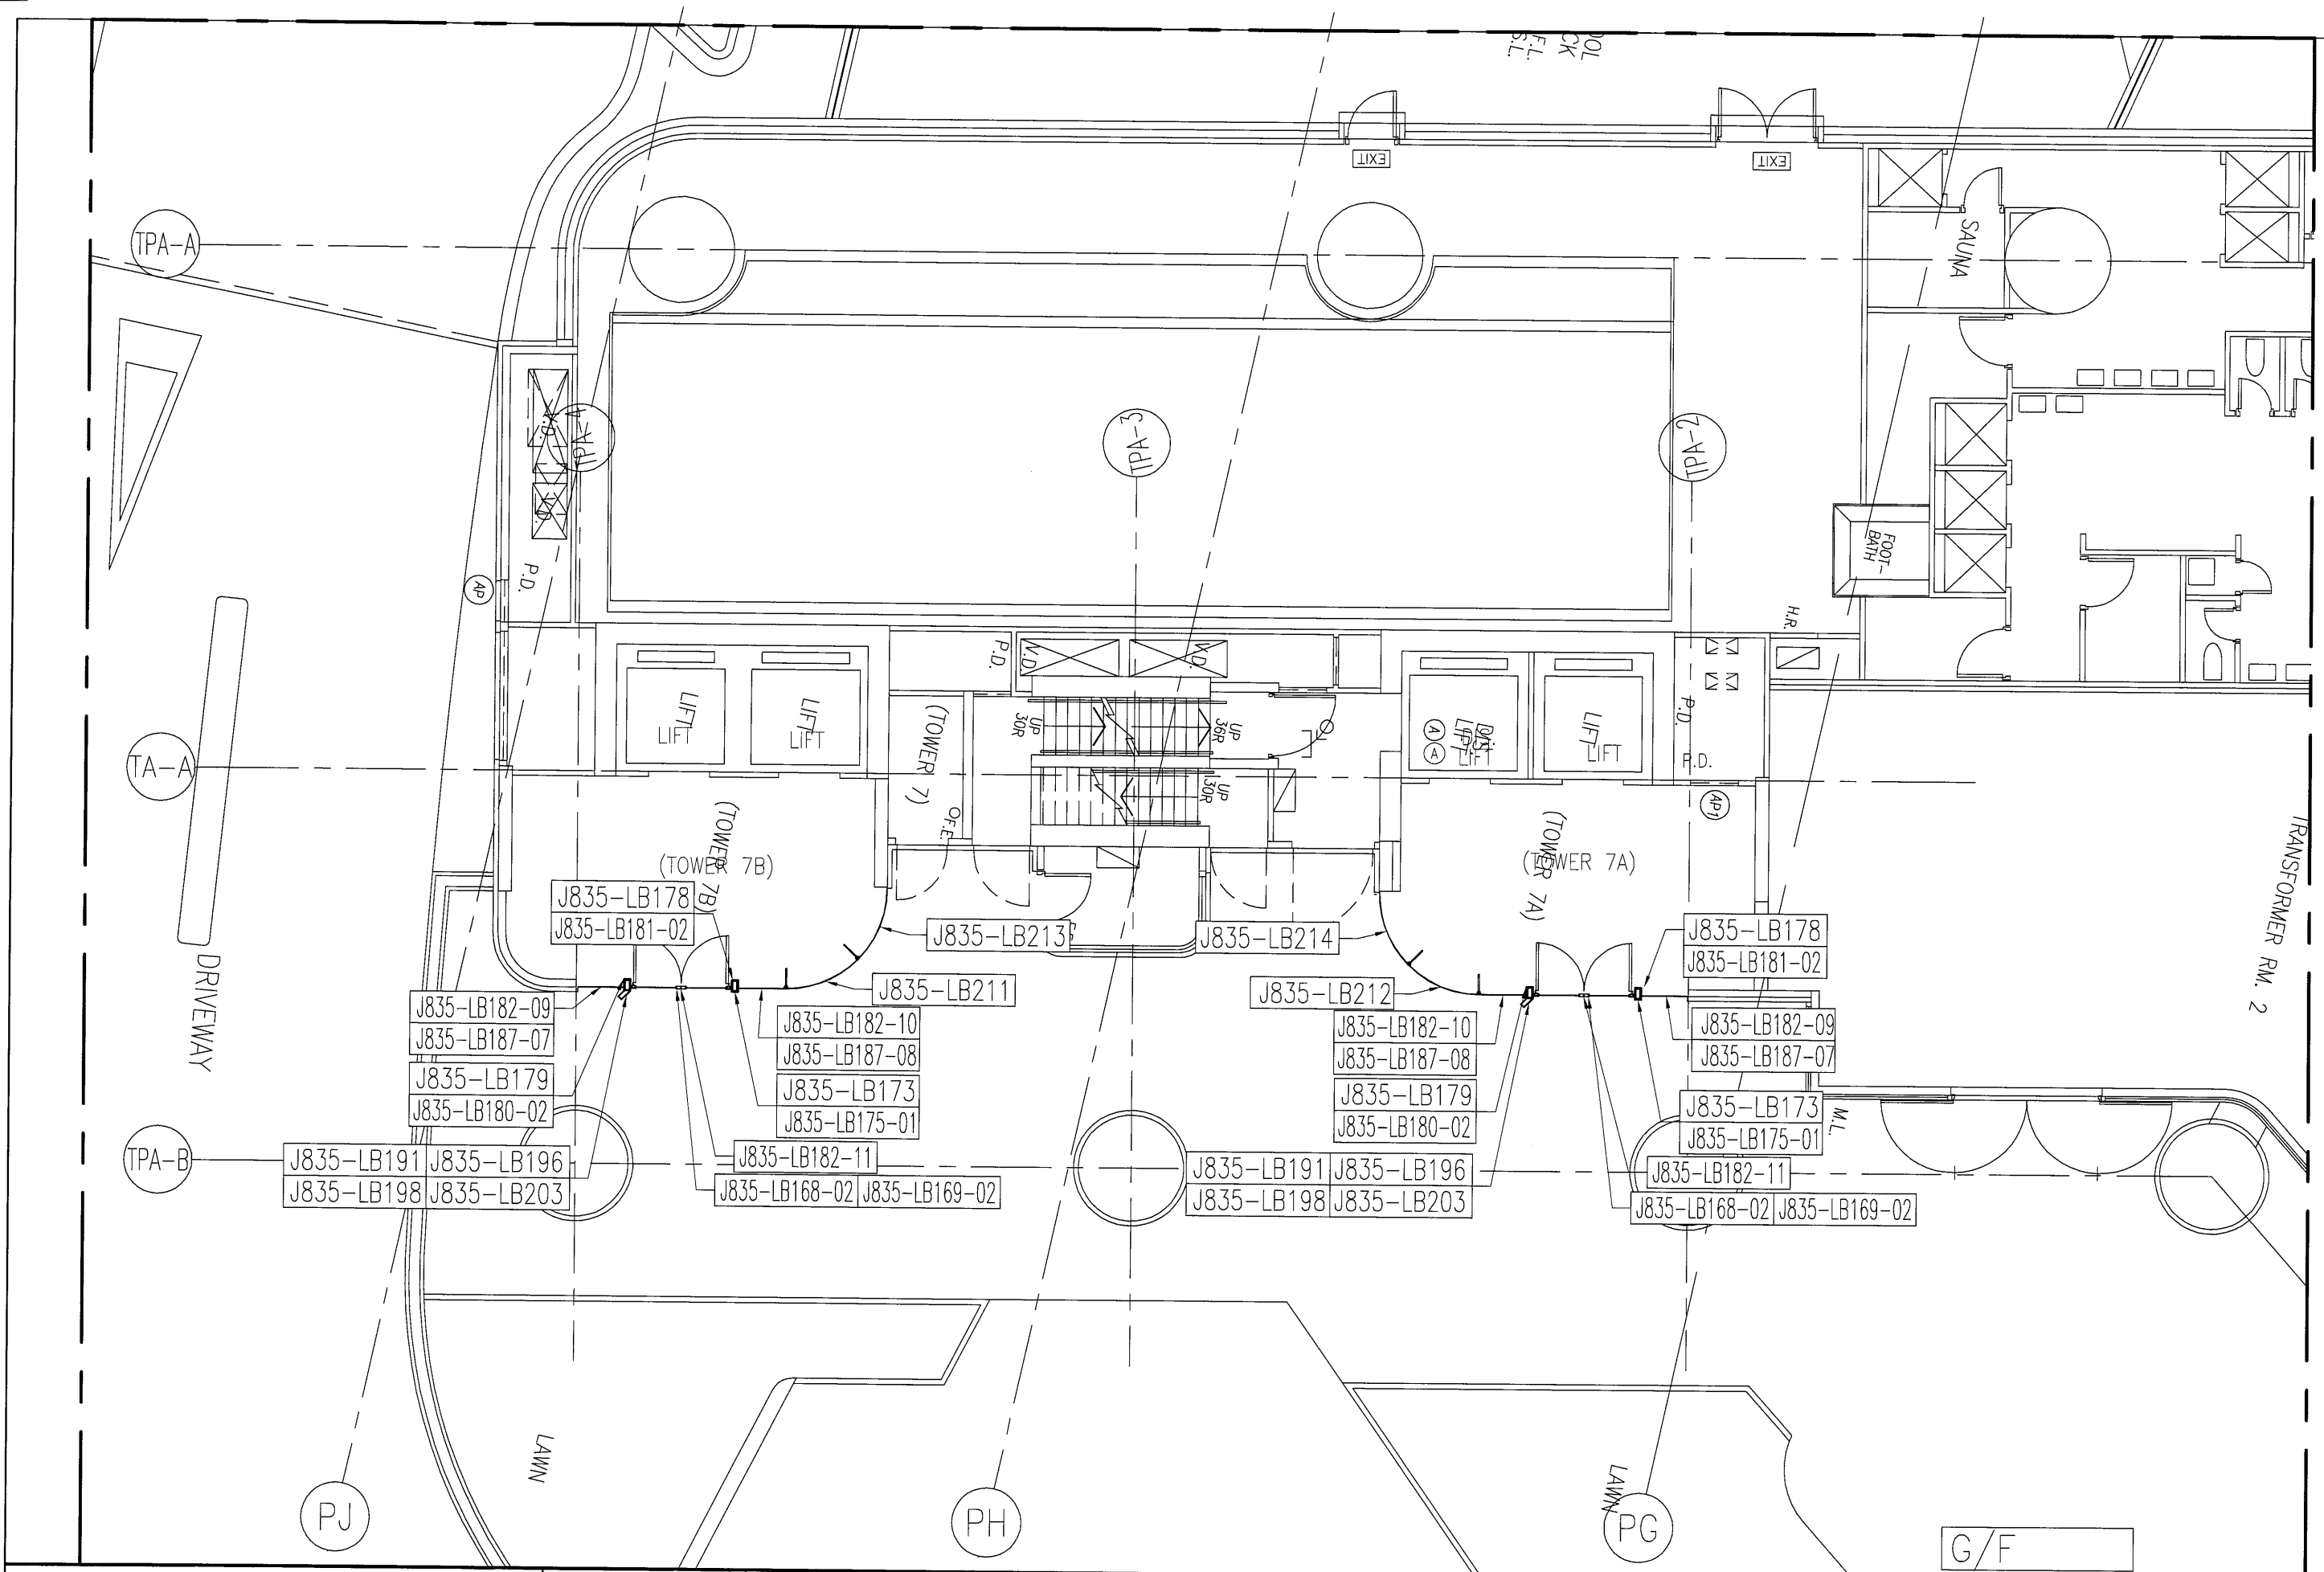 OOL
CK
F.L.
S.L.
EXIT
EXIT
TPA-A
SAUNA
TPA-4
TPA-3
TPA-2
V.D.
P.D.
AP
FOOT-
BATH
H.R.
P.D.
V.D.
V.D.
LIFT
LIFT
LIFT
LIFT
(TOWER 7)
UP
30R
UP
36R
UP
30R
A
A
LIFT
LIFT
LIFT
LIFT
P.D.
P.D.
TA-A
AP1
F.E.
(TOWER 7B)
(TOWER 7B)
(TOWER 7A)
(TOWER 7A)
TRANSFORMER RM. 2
DRIVEWAY
J835-LB178
J835-LB181-02
J835-LB213
J835-LB214
J835-LB178
J835-LB181-02
J835-LB211
J835-LB212
J835-LB182-09
J835-LB187-07
J835-LB182-10
J835-LB187-08
J835-LB182-10
J835-LB187-08
J835-LB182-09
J835-LB187-07
J835-LB179
J835-LB180-02
J835-LB173
J835-LB175-01
J835-LB179
J835-LB180-02
J835-LB173
J835-LB175-01
M.L.
TPA-B
J835-LB191 J835-LB196
J835-LB198 J835-LB203
J835-LB182-11
J835-LB168-02 J835-LB169-02
J835-LB191 J835-LB196
J835-LB198 J835-LB203
J835-LB182-11
J835-LB168-02 J835-LB169-02
LAWN
LAWN
PJ
PH
PG
G/F